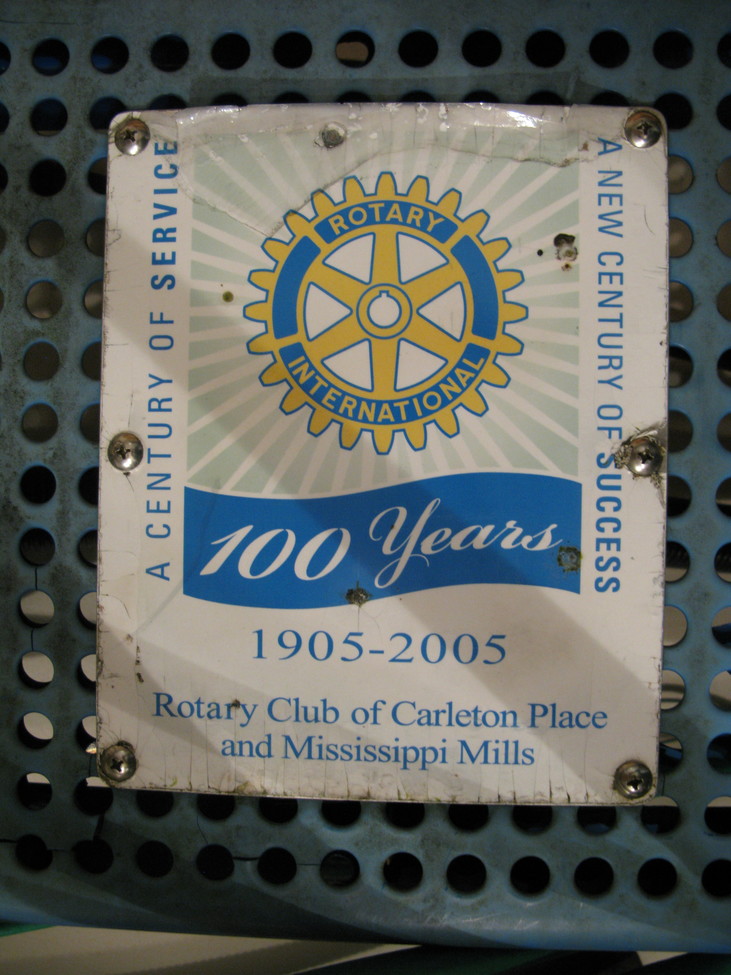 A CENTURY OF SERVICE
ROTARY
INTERNATIONAL
A NEW CENTURY OF SUCCESS
100 Years
1905-2005
Rotary Club of Carleton Place
and Mississippi Mills